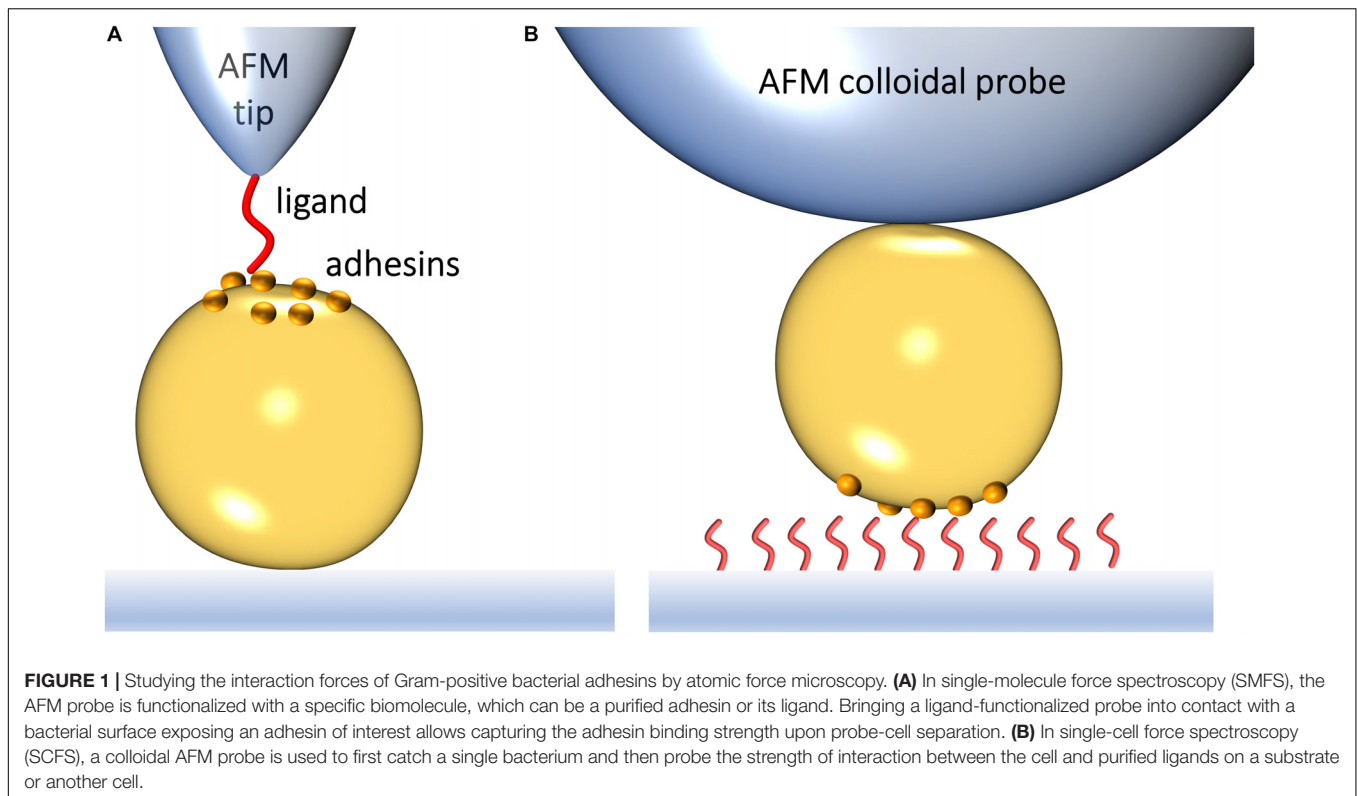 A
AFM
tip
ligand
adhesins
B
AFM colloidal probe
FIGURE 1 | Studying the interaction forces of Gram-positive bacterial adhesins by atomic force microscopy. (A) In single-molecule force spectroscopy (SMFS), the
AFM probe is functionalized with a specific biomolecule, which can be a purified adhesin or its ligand. Bringing a ligand-functionalized probe into contact with a
bacterial surface exposing an adhesin of interest allows capturing the adhesin binding strength upon probe-cell separation. (B) In single-cell force spectroscopy
(SCFS), a colloidal AFM probe is used to first catch a single bacterium and then probe the strength of interaction between the cell and purified ligands on a substrate
or another cell.